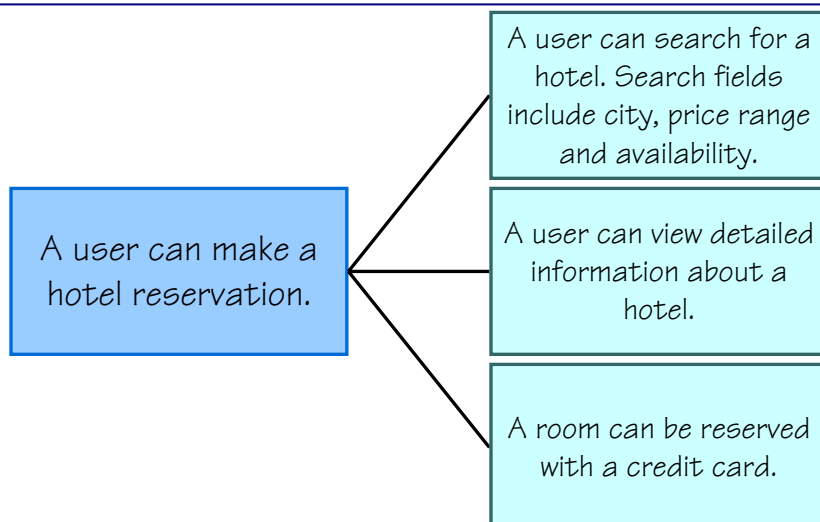 A user can search for a
hotel. Search fields
include city, price range
and availability.
A user can make a
hotel reservation.
A user can view detailed
information about a
hotel.
A room can be reserved
with a credit card.